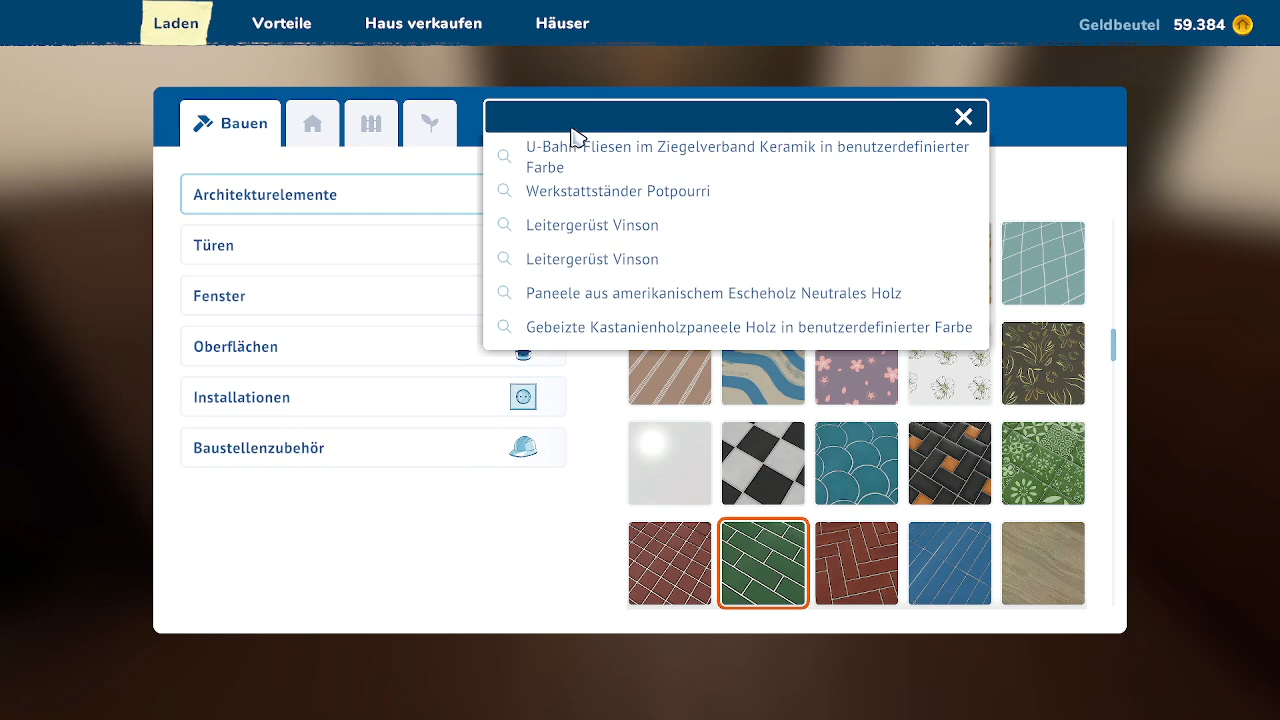 Laden
Vorteile
Haus verkaufen
Häuser
Geldbeutel 59.384
Bauen
U-Bahn-Fliesen im Ziegelverband Keramik in benutzerdefinierter
Farbe
Werkstattständer Potpourri
Leitergerüst Vinson
Leitergerüst Vinson
Paneele aus amerikanischem Escheholz Neutrales Holz
Gebeizte Kastanienholzpaneele Holz in benutzerdefinierter Farbe
Architekturelemente
Türen
Fenster
Oberflächen
Installationen
Baustellenzubehör